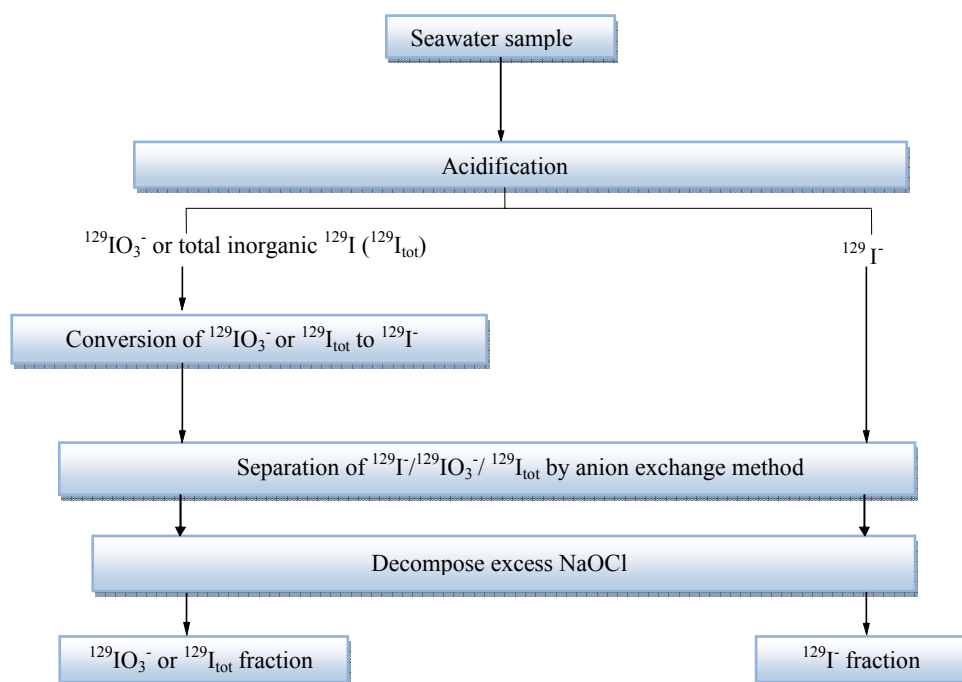 Seawater sample
Acidification
¹²⁹IO₃⁻ or total inorganic ¹²⁹I (¹²⁹Iₜₒₜ)
¹²⁹I⁻
Conversion of ¹²⁹IO₃⁻ or ¹²⁹Iₜₒₜ to ¹²⁹I⁻
Separation of ¹²⁹I⁻/¹²⁹IO₃⁻/ ¹²⁹Iₜₒₜ by anion exchange method
Decompose excess NaOCl
¹²⁹IO₃⁻ or ¹²⁹Iₜₒₜ fraction
¹²⁹I⁻ fraction